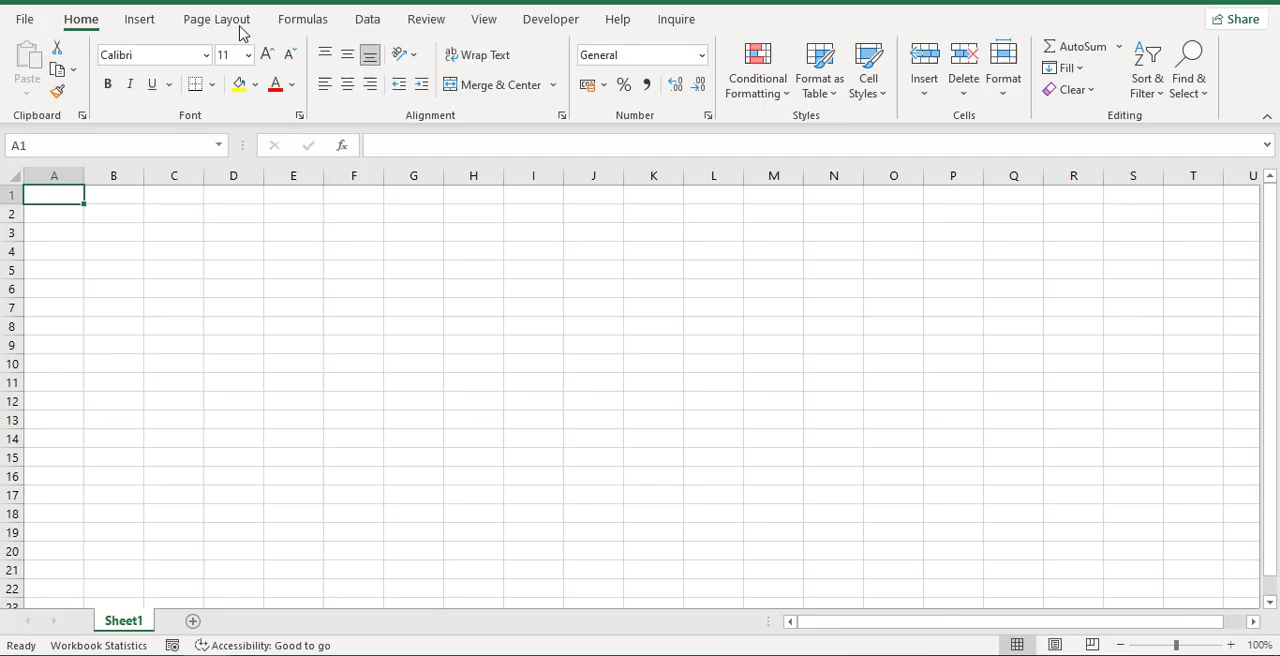 File Home Insert Page Layout Formulas Data Review View Developer Help Inquire Share
Calibri 11 Wrap Text General AutoSum
Paste Conditional Formatting Format as Table Cell Styles Insert Delete Format Fill Sort & Filter Find & Select
B I U Merge & Center % Clear
Clipboard Font Alignment Number Styles Cells Editing
A1 fx
A B C D E F G H I J K L M N O P Q R S T U
1
2
3
4
5
6
7
8
9
10
11
12
13
14
15
16
17
18
19
20
21
22
23
Sheet1
Ready Workbook Statistics Accessibility: Good to go 100%